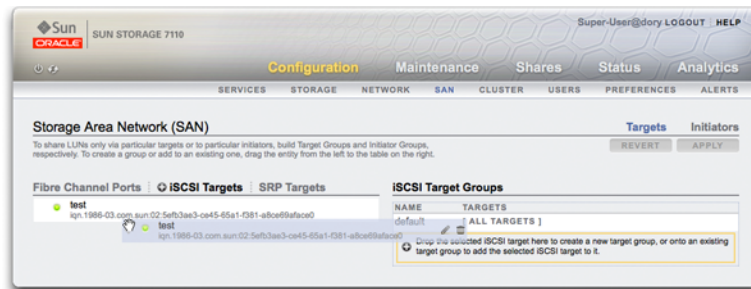 Sun
ORACLE
SUN STORAGE 7110
Super-User@dory LOGOUT HELP
Configuration Maintenance Shares Status Analytics
SERVICES STORAGE NETWORK SAN CLUSTER USERS PREFERENCES ALERTS
Storage Area Network (SAN)
Targets Initiators
To share LUNs only via particular targets or to particular initiators, build Target Groups and Initiator Groups,
respectively. To create a group or add to an existing one, drag the entity from the left to the table on the right.
REVERT APPLY
Fibre Channel Ports iSCSI Targets SRP Targets
test
iqn.1986-03.com.sun:02:5efb3ae3-ce45-65a1-f381-a8ce69aface0
test
iqn.1986-03.com.sun:02:5efb3ae3-ce45-65a1-f381-a8ce69aface0
iSCSI Target Groups
NAME TARGETS
default [ ALL TARGETS ]
Drop the selected iSCSI target here to create a new target group, or onto an existing
target group to add the selected iSCSI target to it.